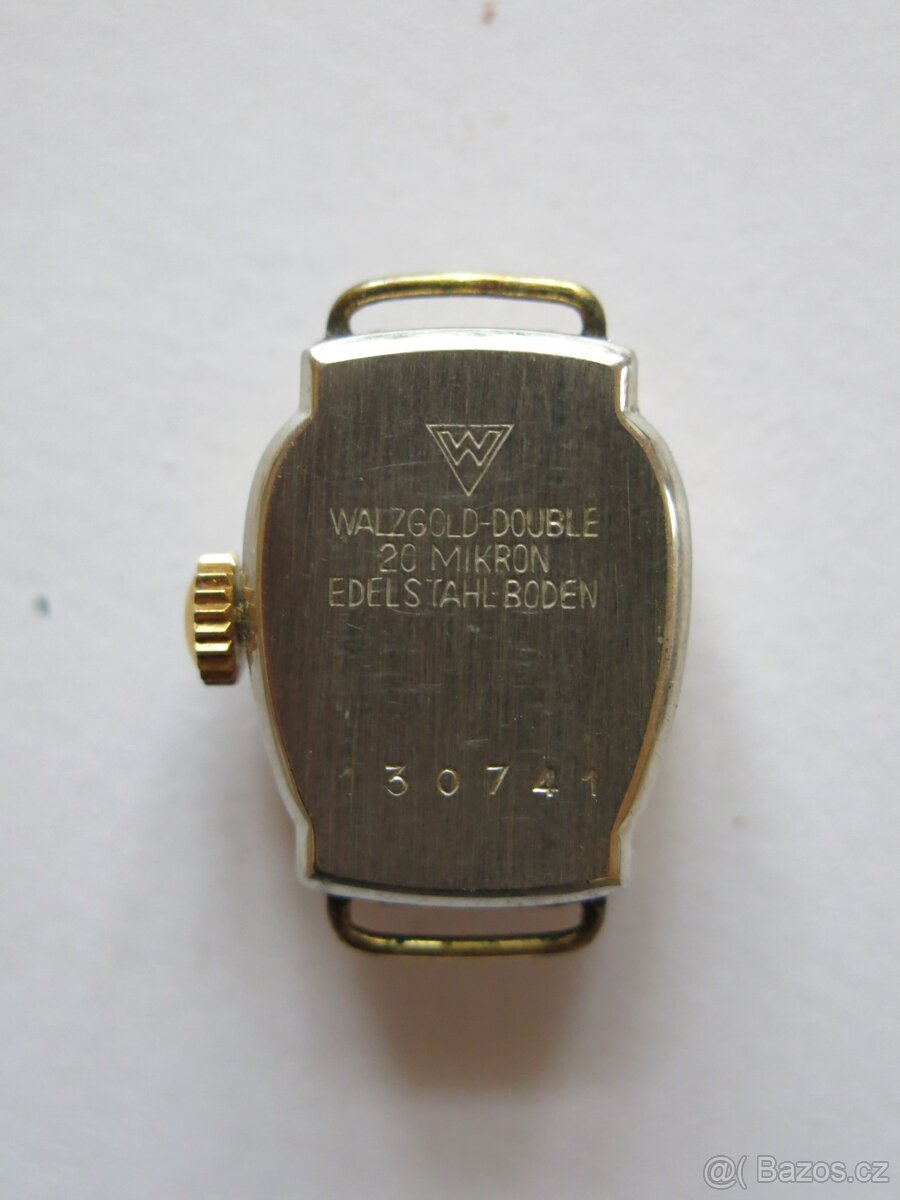 W
WALZGOLD-DOUBLE
20 MIKRON
EDELSTAHL-BODEN
130741
@( Bazos.cz